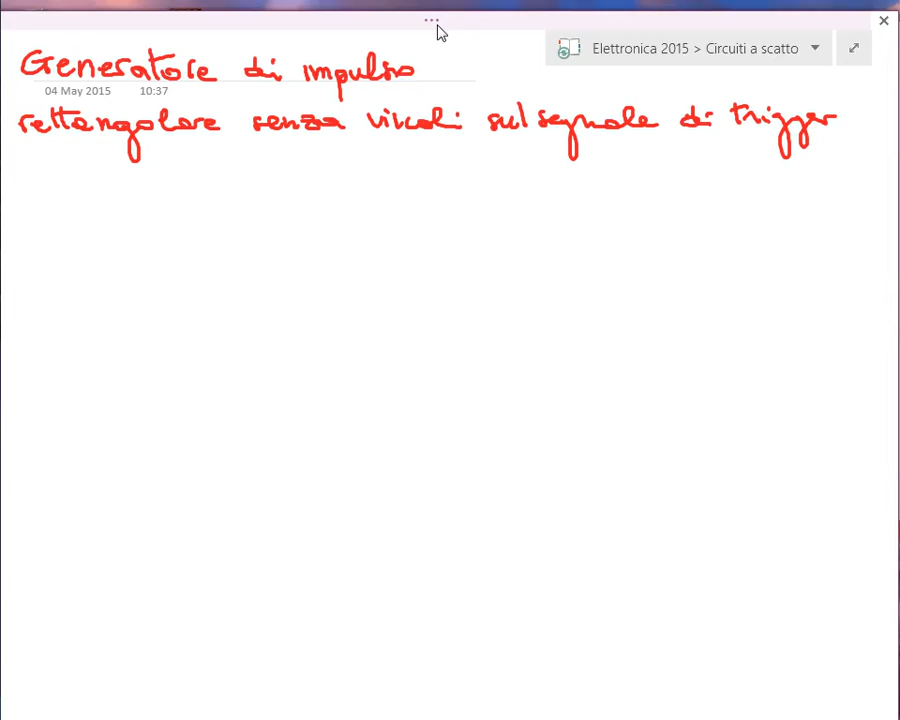 Elettronica 2015 > Circuiti a scatto
Generatore di impulso
04 May 2015 10:37
rettangolare senza vincoli sul segnale di trigger